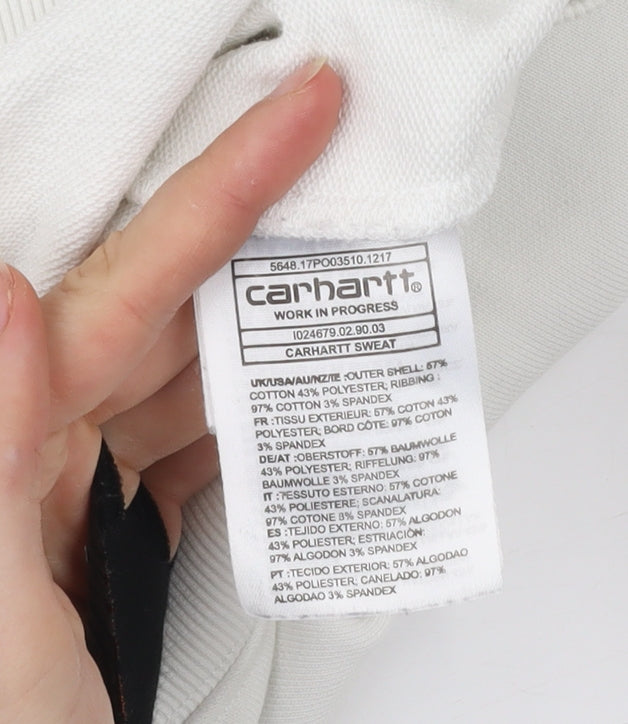 5648.17PO03510.1217
carhartt®
WORK IN PROGRESS
I024679.02.90.03
CARHARTT SWEAT
UK/USA/AU/NZ/IE :OUTER SHELL: 57%
COTTON 43% POLYESTER; RIBBING :
97% COTTON 3% SPANDEX
FR :TISSU EXTERIEUR: 57% COTON 43%
POLYESTER; BORD CÔTE: 97% COTON
3% SPANDEX
DE/AT :OBERSTOFF: 57% BAUMWOLLE
43% POLYESTER; RIFFELUNG: 97%
BAUMWOLLE 3% SPANDEX
IT :TESSUTO ESTERNO: 57% COTONE
43% POLIESTERE; SCANALATURA:
97% COTONE 3% SPANDEX
ES :TEJIDO EXTERNO: 57% ALGODON
43% POLIESTER; ESTRIACIÓN:
97% ALGODON 3% SPANDEX
PT :TECIDO EXTERIOR: 57% ALGODAO
43% POLIESTER; CANELADO: 97%
ALGODAO 3% SPANDEX